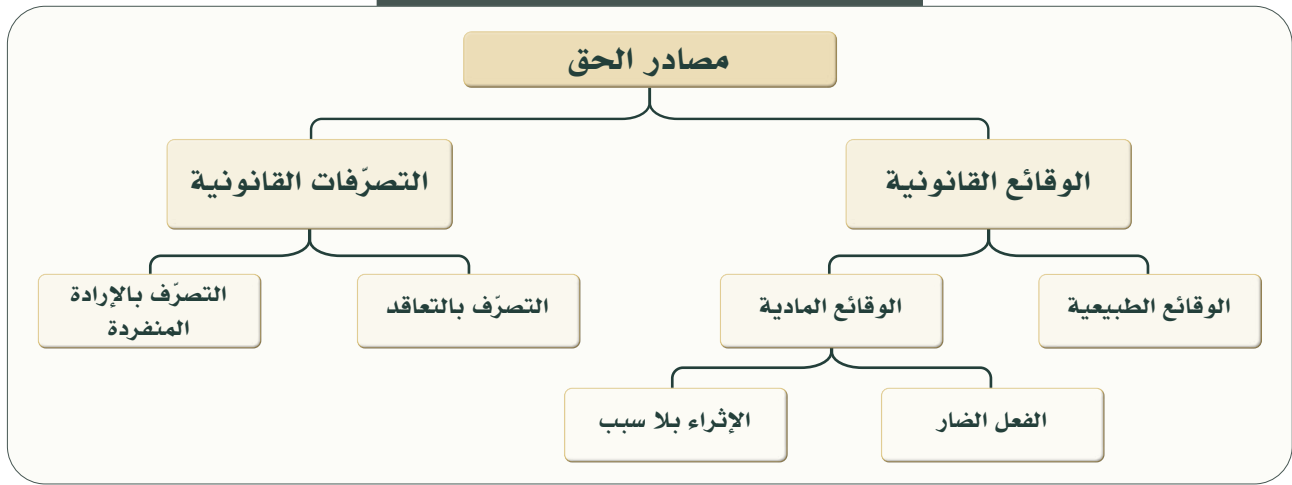 مصادر الحق
الوقائع القانونية
التصرّفات القانونية
الوقائع الطبيعية
الوقائع المادية
التصرّف بالتعاقد
التصرّف بالإرادة
المنفردة
الفعل الضار
الإثراء بلا سبب